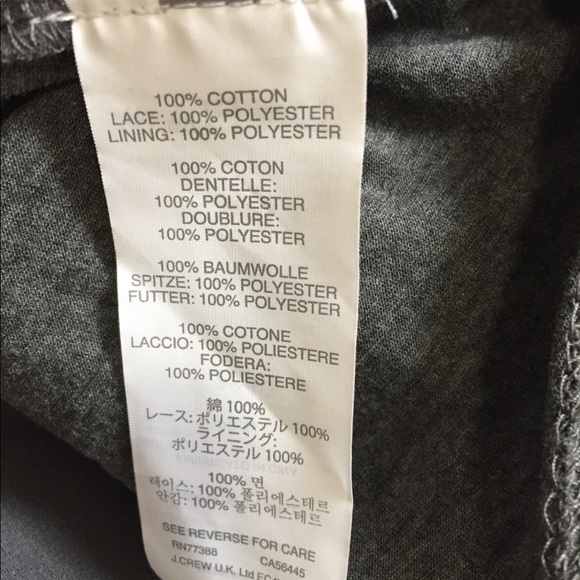 100% COTTON
LACE: 100% POLYESTER
LINING: 100% POLYESTER
100% COTON
DENTELLE:
100% POLYESTER
DOUBLURE:
100% POLYESTER
100% BAUMWOLLE
SPITZE: 100% POLYESTER
FUTTER: 100% POLYESTER
100% COTONE
LACCIO: 100% POLIESTERE
FODERA:
100% POLIESTERE
綿 100%
レース: ポリエステル 100%
ライニング:
ポリエステル 100%
100% 면
레이스: 100% 폴리에스테르
안감: 100% 폴리에스테르
SEE REVERSE FOR CARE
RN77388 CA56445
J.CREW U.K. Ltd